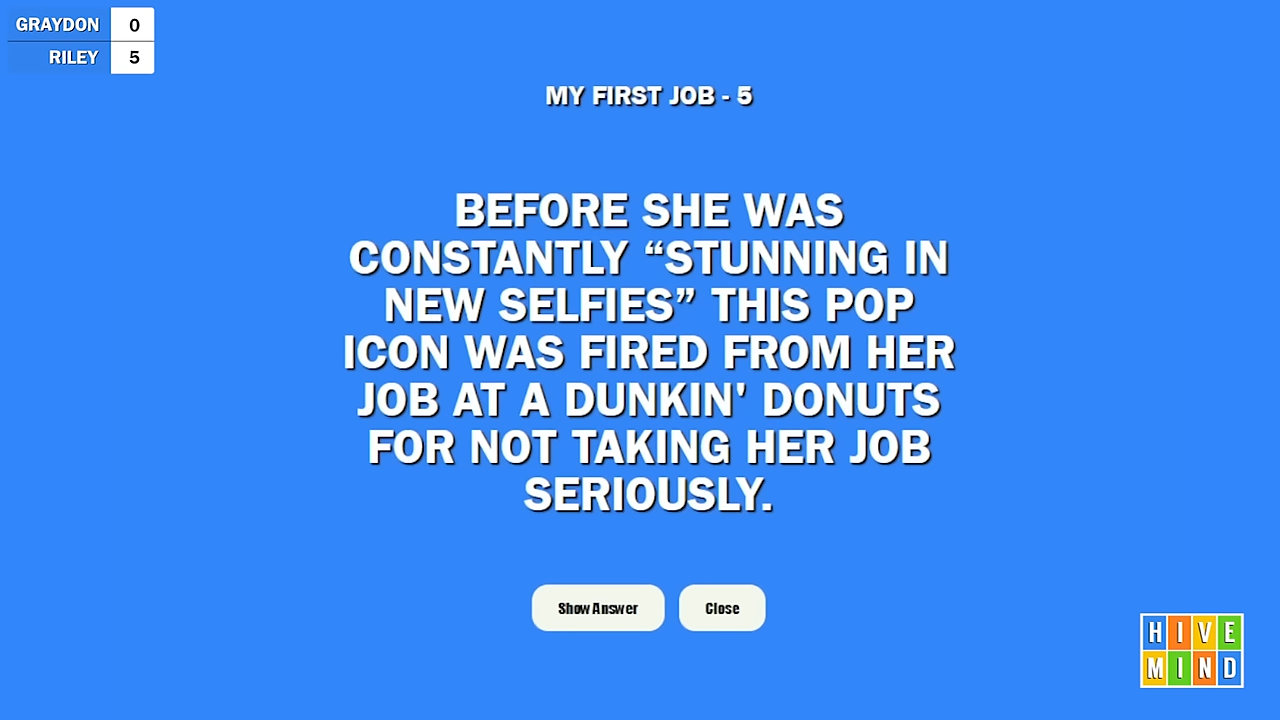 GRAYDON 0
RILEY 5
MY FIRST JOB - 5
BEFORE SHE WAS
CONSTANTLY “STUNNING IN
NEW SELFIES” THIS POP
ICON WAS FIRED FROM HER
JOB AT A DUNKIN' DONUTS
FOR NOT TAKING HER JOB
SERIOUSLY.
Show Answer Close
HIVE
MIND